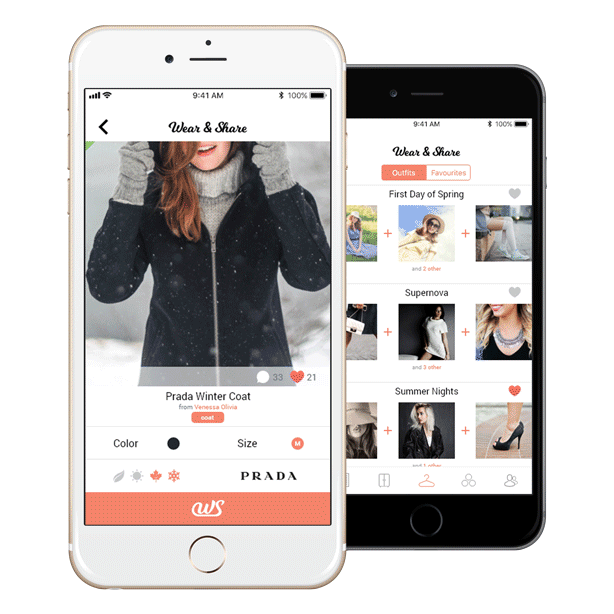 9:41 AM
100%
Wear & Share
33
21
Prada Winter Coat
from Venessa Olivia
coat
Color
Size
M
PRADA
WS
9:41 AM
100%
Wear & Share
Outfits
Favourites
First Day of Spring
+
+
and 2 other
Supernova
+
+
and 3 other
Summer Nights
+
+
and 1 other